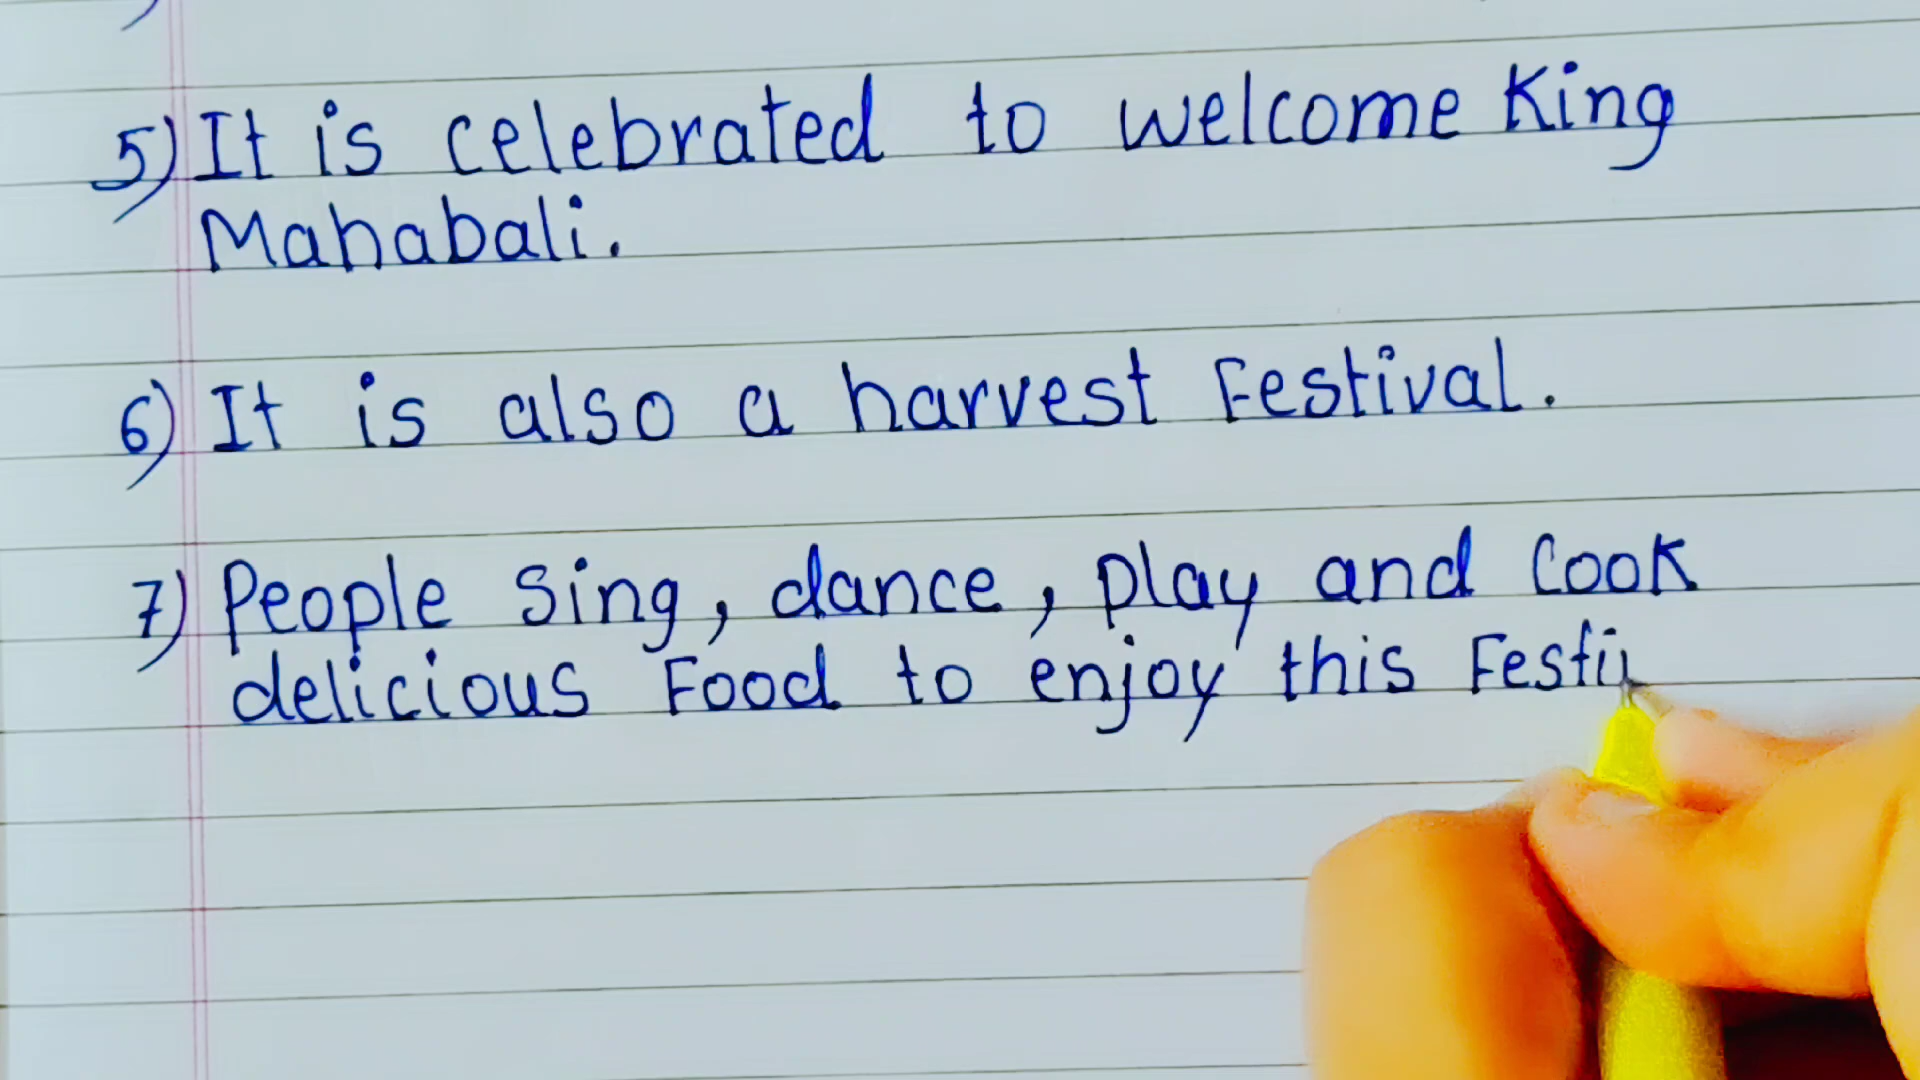 5) It is celebrated to welcome King
Mahabali.
6) It is also a harvest Festival.
7) People sing, dance, play and cook
delicious Food to enjoy this Festi